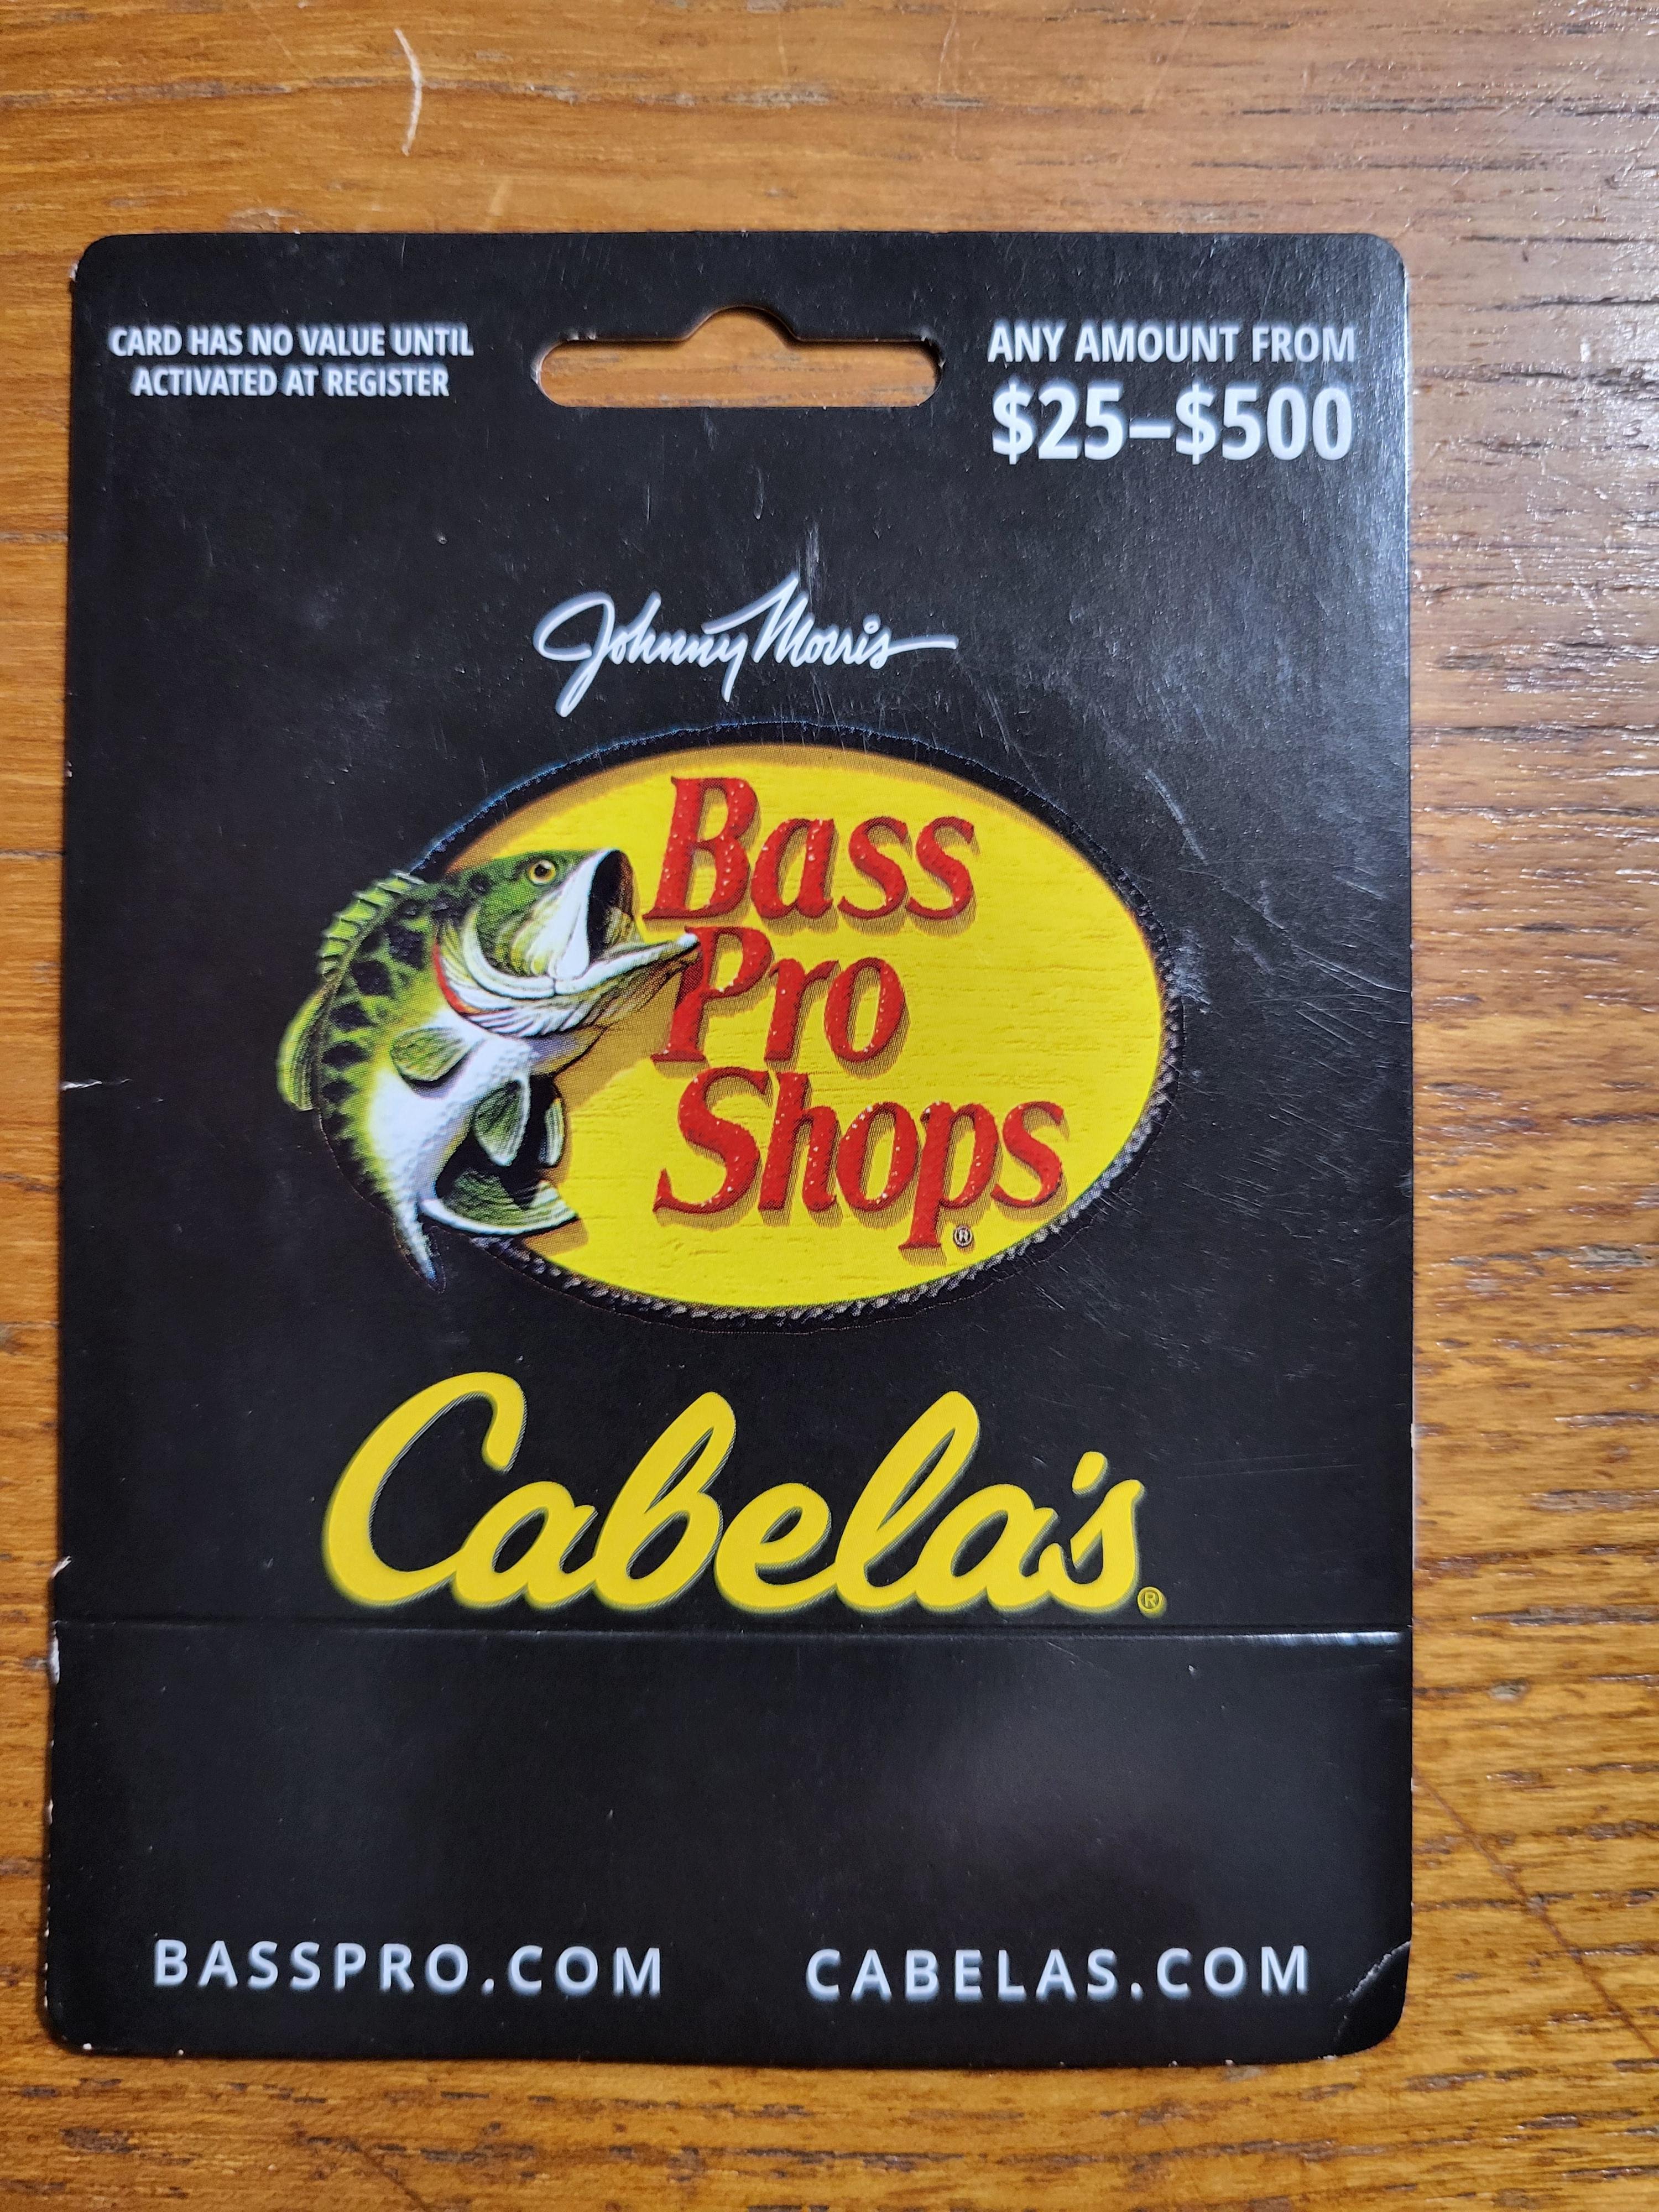 CARD HAS NO VALUE UNTIL
ACTIVATED AT REGISTER
ANY AMOUNT FROM
$25–$500
Johnny Morris
Bass
Pro
Shops®
Cabela's®
BASSPRO.COM
CABELAS.COM